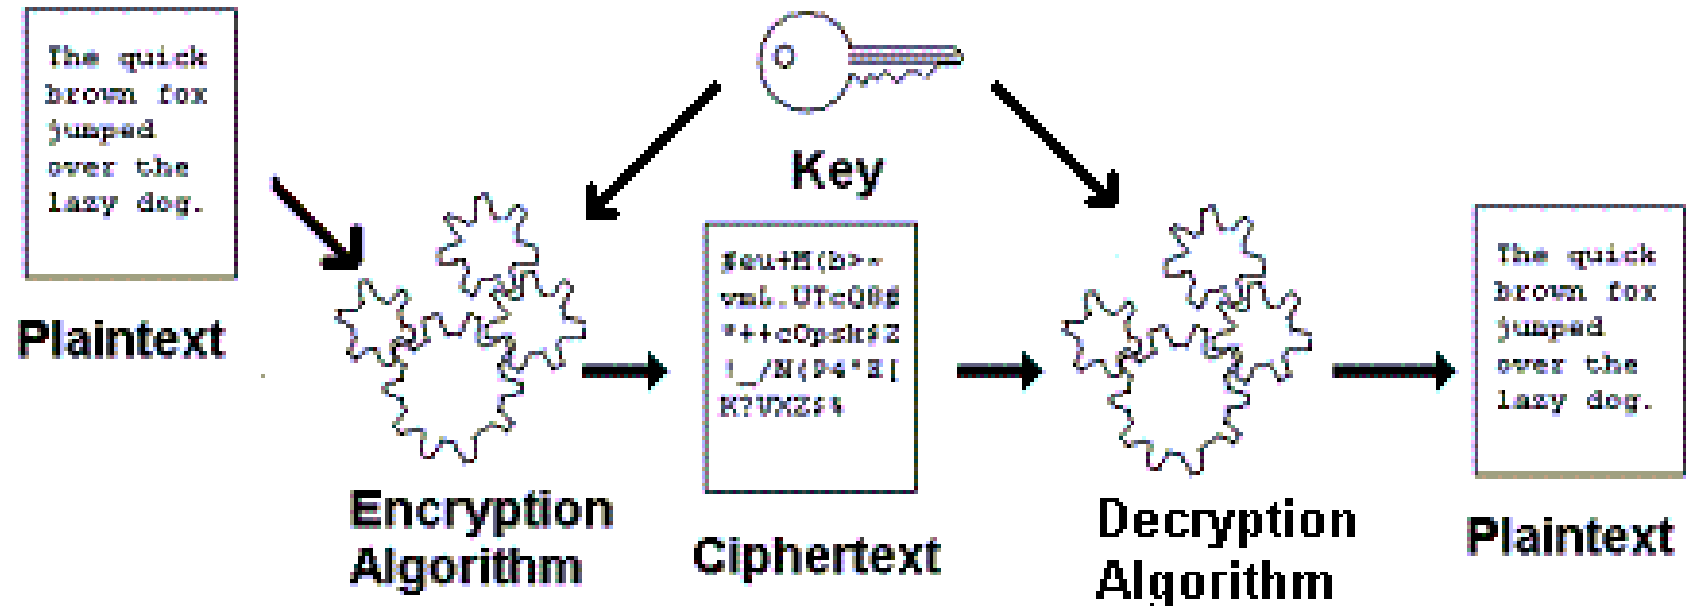 The quick
brown fox
jumped
over the
lazy dog.
Plaintext
Key
Encryption
Algorithm
Ciphertext
Decryption
Algorithm
The quick
brown fox
jumped
over the
lazy dog.
Plaintext